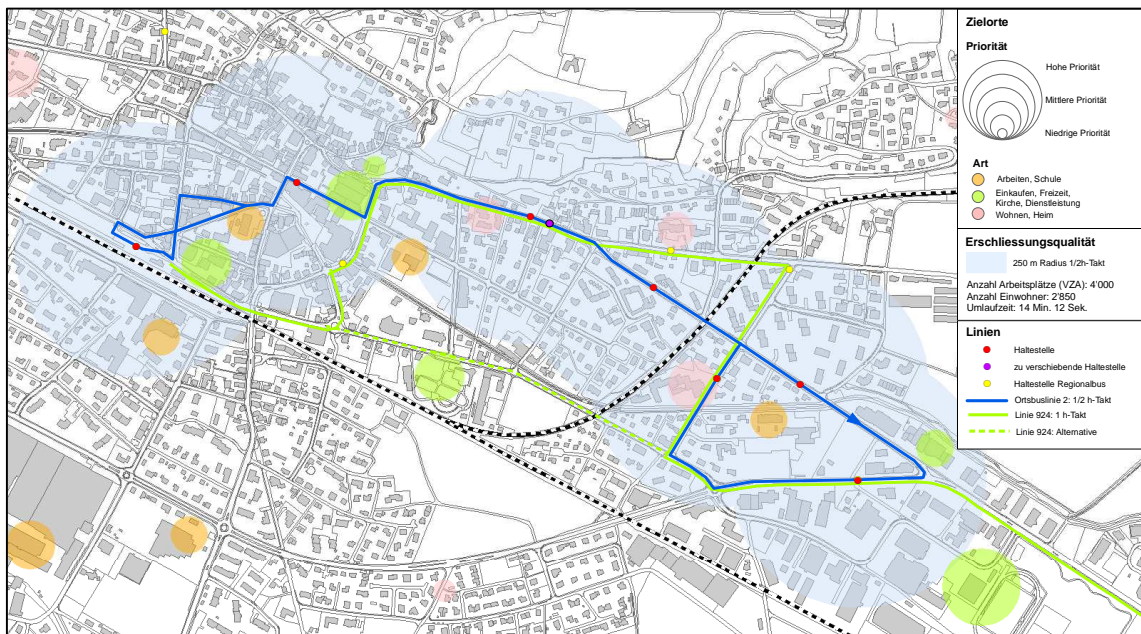 Zielorte
Priorität
Hohe Priorität
Mittlere Priorität
Niedrige Priorität
Art
Arbeiten, Schule
Einkaufen, Freizeit,
Kirche, Dienstleistung
Wohnen, Heim
Erschliessungsqualität
250 m Radius 1/2h-Takt
Anzahl Arbeitsplätze (VZA): 4'000
Anzahl Einwohner: 2'850
Umlaufzeit: 14 Min. 12 Sek.
Linien
Haltestelle
zu verschiebende Haltestelle
Haltestelle Regionalbus
Ortsbuslinie 2: 1/2 h-Takt
Linie 924: 1 h-Takt
Linie 924: Alternative